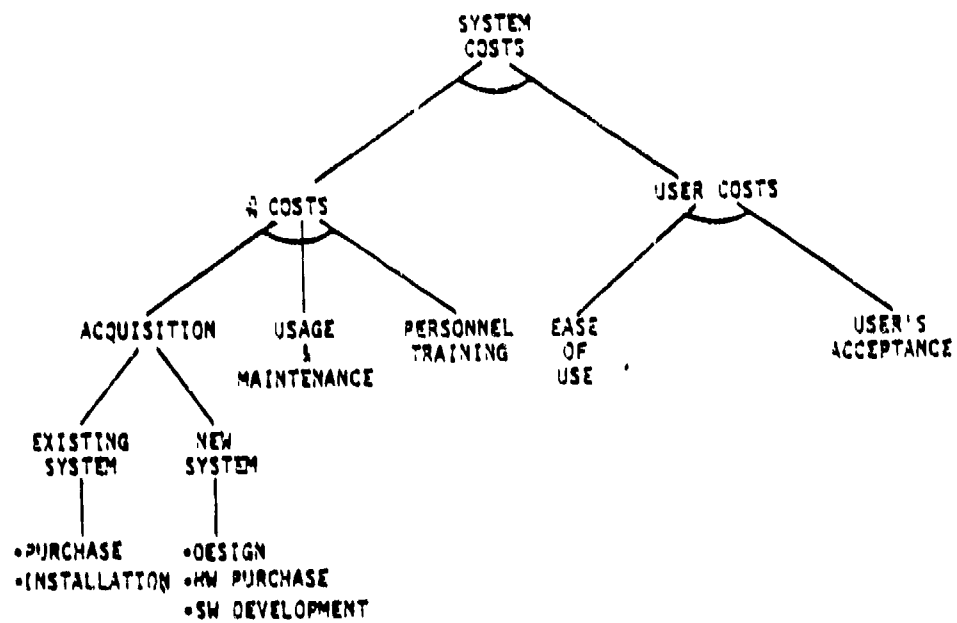 SYSTEM
COSTS
COSTS
USER COSTS
ACQUISITION
USAGE
&
MAINTENANCE
PERSONNEL
TRAINING
EASE
OF
USE
USER'S
ACCEPTANCE
EXISTING
SYSTEM
NEW
SYSTEM
•PURCHASE
•INSTALLATION
•DESIGN
•HW PURCHASE
•SW DEVELOPMENT